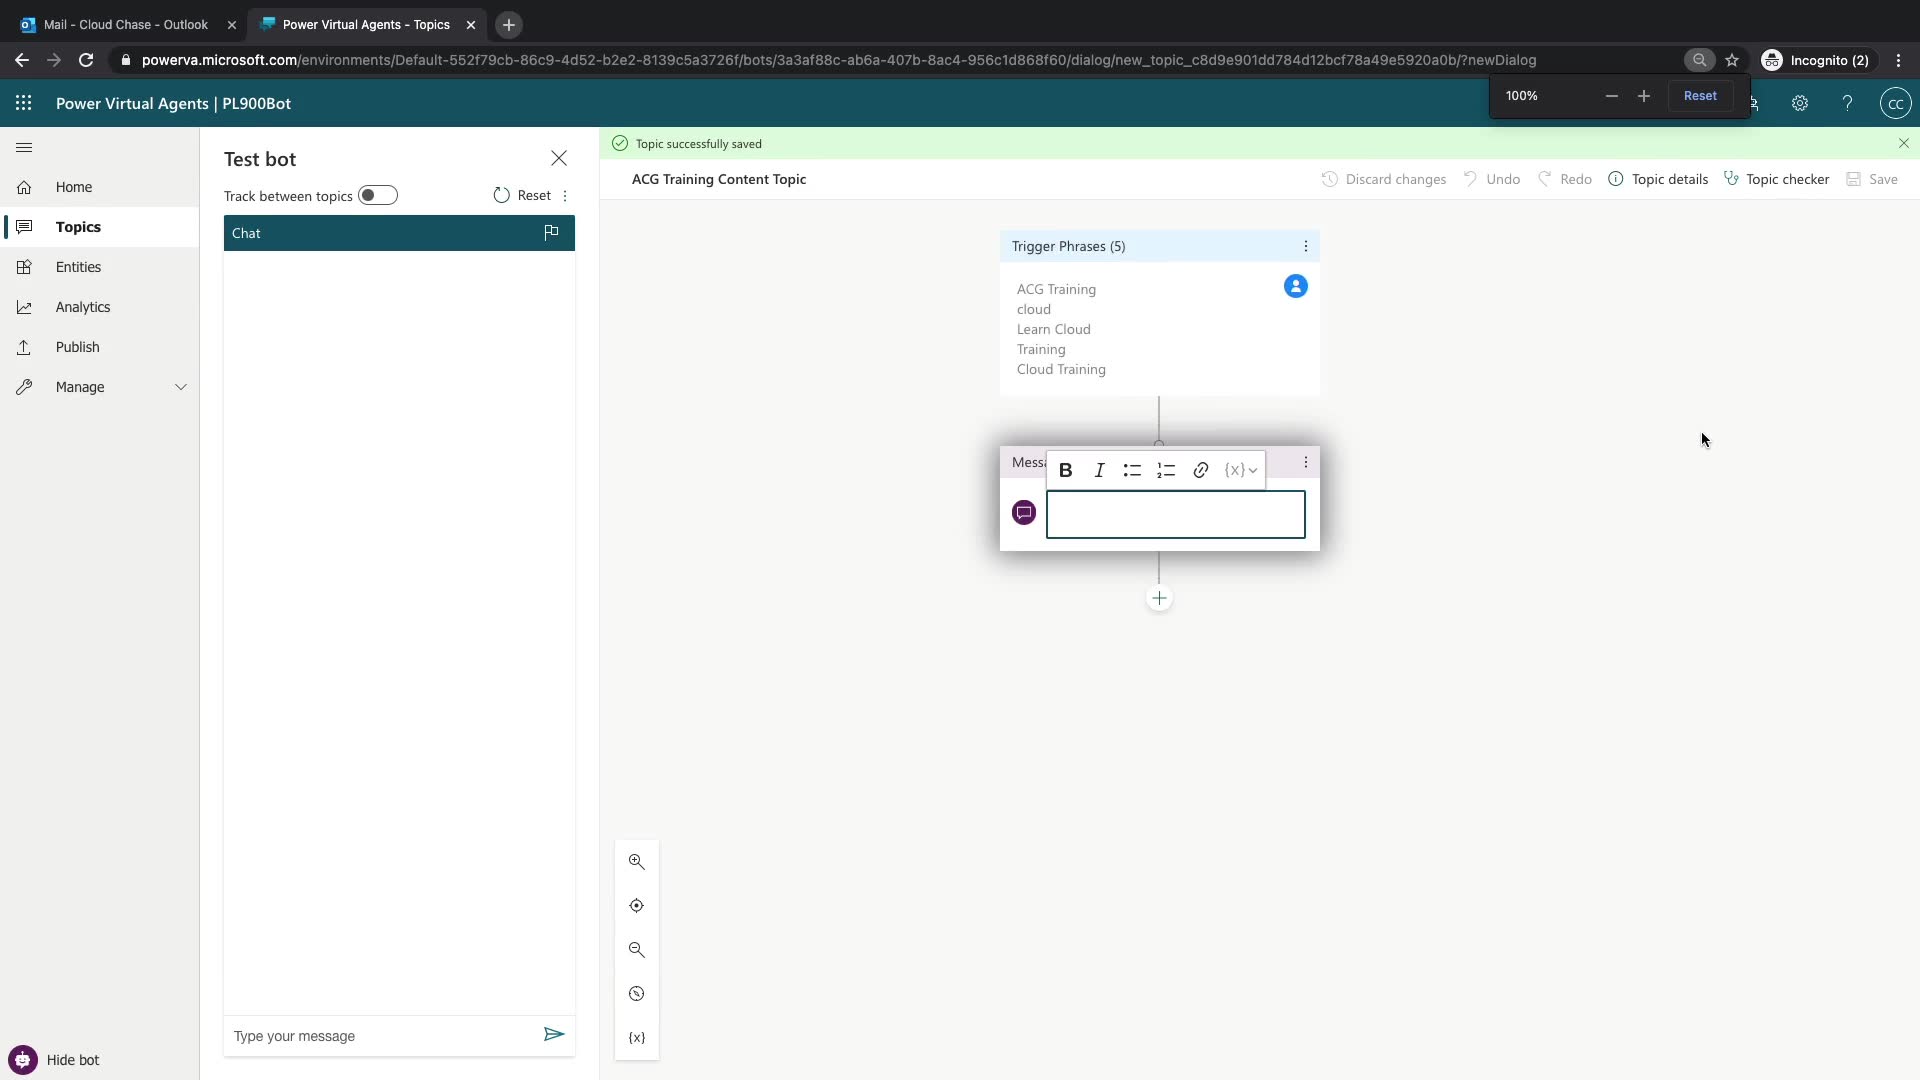 Mail - Cloud Chase - Outlook
Power Virtual Agents - Topics
powerva.microsoft.com/environments/Default-552f79cb-86c9-4d52-b2e2-8139c5a3726f/bots/3a3af88c-ab6a-407b-8ac4-956c1d868f60/dialog/new_topic_c8d9e901dd784d12bcf78a49e5920a0b/?newDialog
Incognito (2)
100%
Reset
Power Virtual Agents | PL900Bot
CC
Home
Topics
Entities
Analytics
Publish
Manage
Hide bot
Test bot
Track between topics
Reset
Chat
Type your message
Topic successfully saved
ACG Training Content Topic
Discard changes
Undo
Redo
Topic details
Topic checker
Save
Trigger Phrases (5)
ACG Training
cloud
Learn Cloud
Training
Cloud Training
Messa
B I {x}
{x}